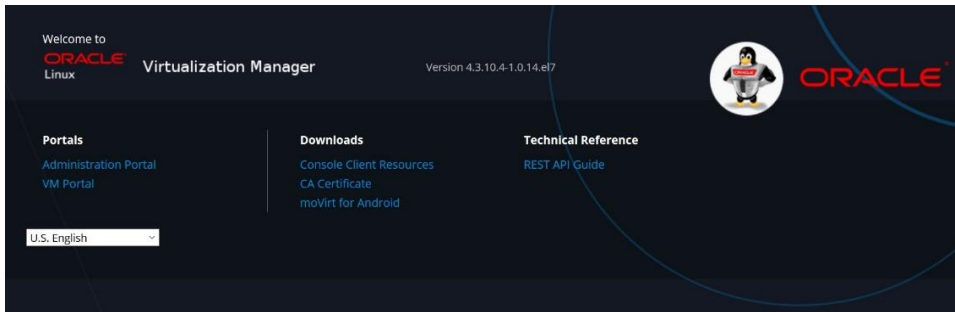 Welcome to
ORACLE
Linux
Virtualization Manager
Version 4.3.10.4-1.0.14.el7
ORACLE
ORACLE
Portals
Administration Portal
VM Portal
Downloads
Console Client Resources
CA Certificate
moVirt for Android
Technical Reference
REST API Guide
U.S. English